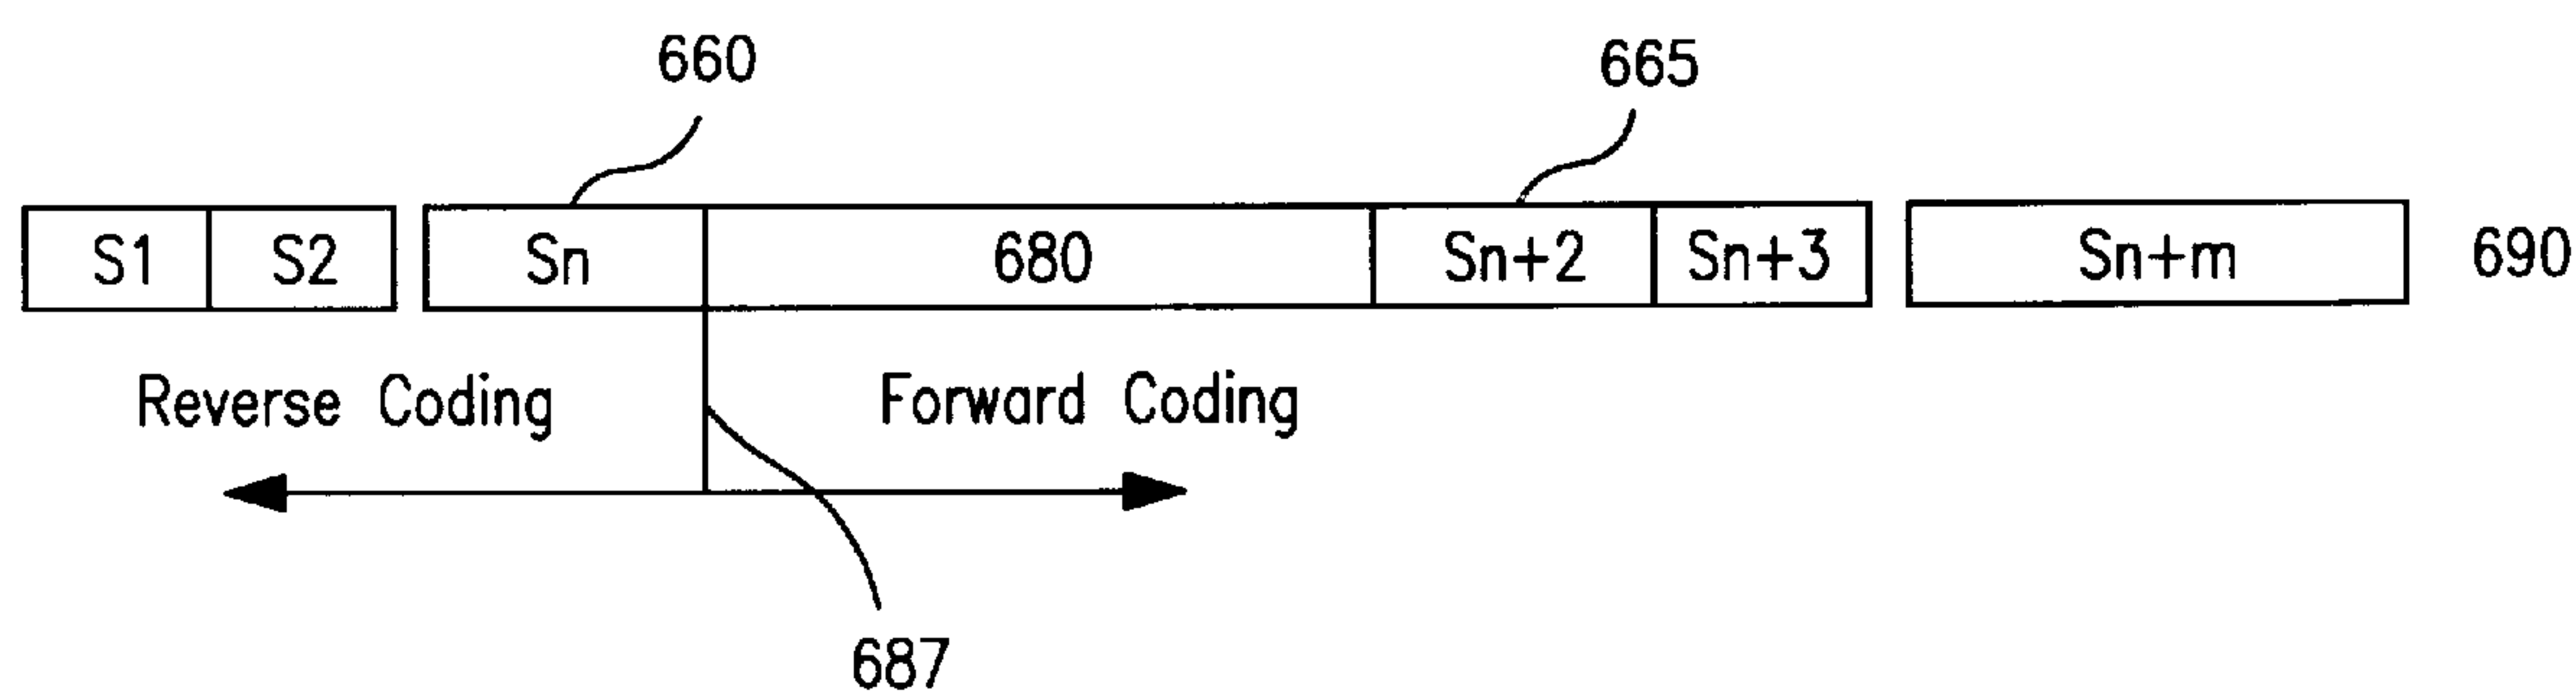 660
665
S1 S2 Sn 680 Sn+2 Sn+3 Sn+m 690
Reverse Coding Forward Coding
687